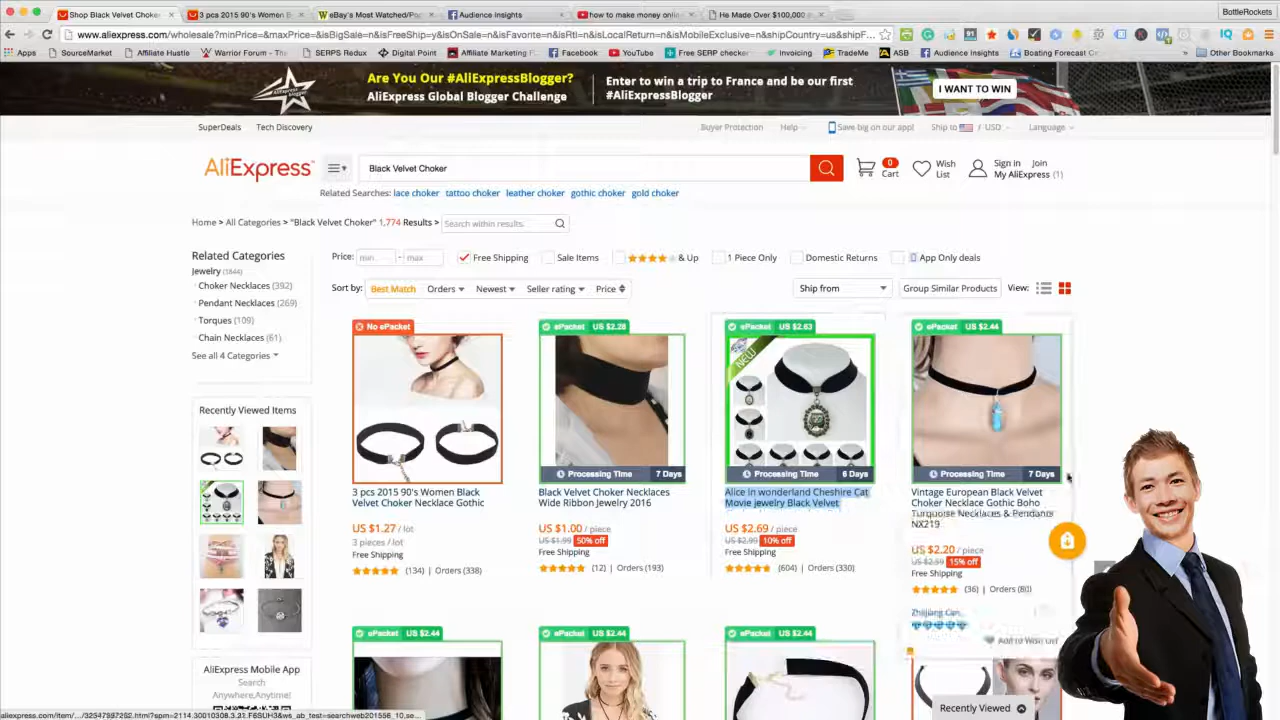 Shop Black Velvet Choker
3 pcs 2015 90's Women B
eBay's Most Watched/Po
Audience Insights
how to make money onlin
He Made Over $100,000
BottleRockets
www.aliexpress.com/wholesale?minPrice=&maxPrice=&isBigSale=n&isFreeShip=y&isOnSale=n&isFavorite=n&isRtl=n&isLocalReturn=n&isMobileExclusive=n&shipCountry=us&shipF
Apps
SourceMarket
Affiliate Hustle
Warrior Forum - The
SERPS Redux
Digital Point
Affiliate Marketing
Facebook
YouTube
Free SERP checker
Invoicing
TradeMe
ASB
Audience Insights
Boating Forecast
Other Bookmarks
Are You Our #AliExpressBlogger?
AliExpress Global Blogger Challenge
Enter to win a trip to France and be our first
#AliExpressBlogger
I WANT TO WIN
SuperDeals
Tech Discovery
Buyer Protection
Help
Save big on our app!
Ship to / USD
Language
AliExpress
Black Velvet Choker
0
Cart
Wish
List
Sign in Join
My AliExpress (1)
Related Searches: lace choker tattoo choker leather choker gothic choker gold choker
Home > All Categories > "Black Velvet Choker" 1,774 Results >
Search within results.
Related Categories
Jewelry (1844)
Choker Necklaces (392)
Pendant Necklaces (269)
Torques (109)
Chain Necklaces (61)
See all 4 Categories
Price: min - max
Free Shipping
Sale Items
& Up
1 Piece Only
Domestic Returns
App Only deals
Sort by: Best Match Orders Newest Seller rating Price
Ship from
Group Similar Products
View:
Recently Viewed Items
AliExpress Mobile App
Search
Anywhere,Anytime!
No ePacket
3 pcs 2015 90's Women Black
Velvet Choker Necklace Gothic
US $1.27 / lot
3 pieces / lot
Free Shipping
(134) | Orders (338)
ePacket US $2.28
Processing Time 7 Days
Black Velvet Choker Necklaces
Wide Ribbon Jewelry 2016
US $1.00 / piece
US $1.99 50% off
Free Shipping
(12) | Orders (193)
ePacket US $2.63
NEW
Processing Time 6 Days
Alice in wonderland Cheshire Cat
Movie jewelry Black Velvet
US $2.69 / piece
US $2.99 10% off
Free Shipping
(604) | Orders (330)
ePacket US $2.44
Processing Time 7 Days
Vintage European Black Velvet
Choker Necklace Gothic Boho
Turquoise Necklaces & Pendants
NX219
US $2.20 / piece
US $2.59 15% off
Free Shipping
(36) | Orders (80)
Add to Wish List
ePacket US $2.44
ePacket US $2.44
ePacket US $2.44
Recently Viewed